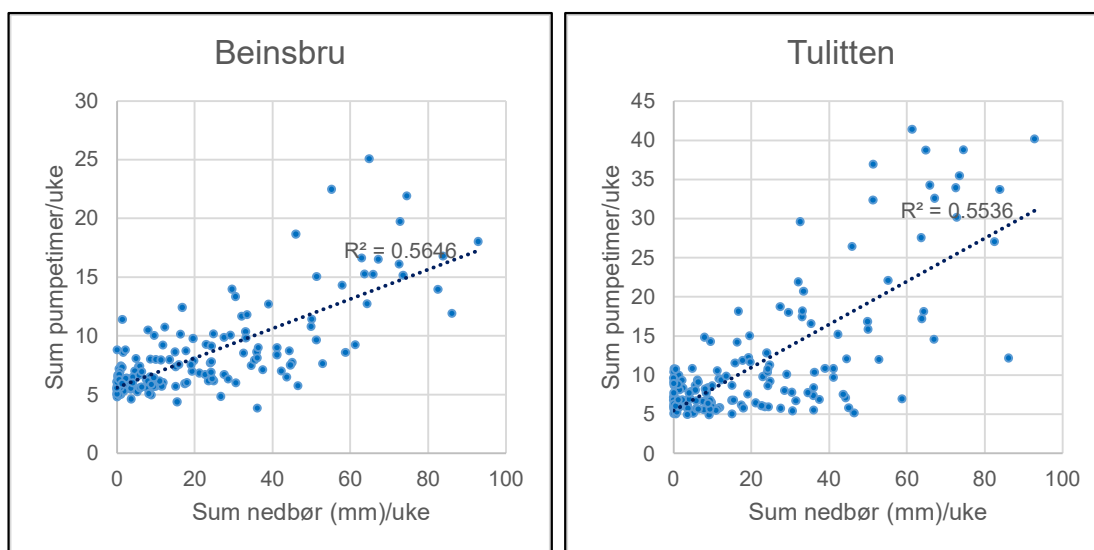 Beinsbru
30
25
20
15
10
5
0
Sum pumpetimer/uke
R² = 0.5646
0 20 40 60 80 100
Sum nedbør (mm)/uke
Tulitten
45
40
35
30
25
20
15
10
5
0
Sum pumpetimer/uke
R² = 0.5536
0 20 40 60 80 100
Sum nedbør (mm)/uke